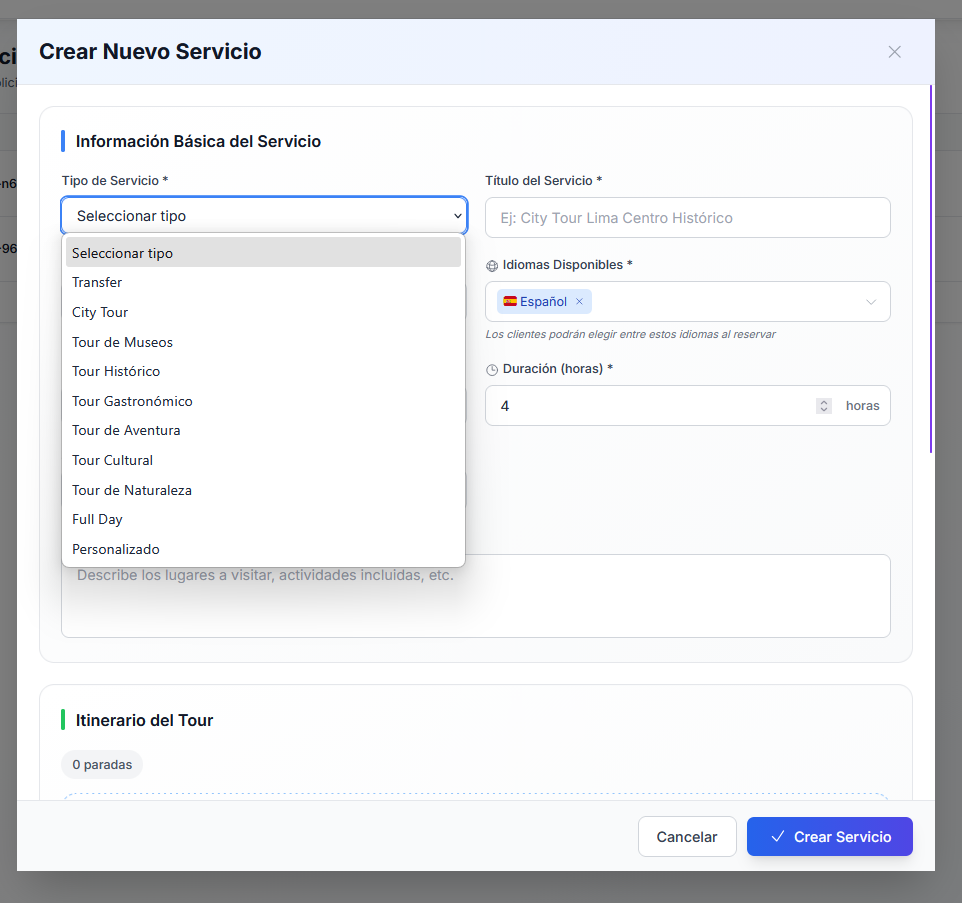 Crear Nuevo Servicio
Información Básica del Servicio
Tipo de Servicio *
Seleccionar tipo
Seleccionar tipo
Transfer
City Tour
Tour de Museos
Tour Histórico
Tour Gastronómico
Tour de Aventura
Tour Cultural
Tour de Naturaleza
Full Day
Personalizado
Título del Servicio *
Ej: City Tour Lima Centro Histórico
Idiomas Disponibles *
Español ×
Los clientes podrán elegir entre estos idiomas al reservar
Duración (horas) *
4 horas
Describe los lugares a visitar, actividades incluidas, etc.
Itinerario del Tour
0 paradas
Cancelar
Crear Servicio